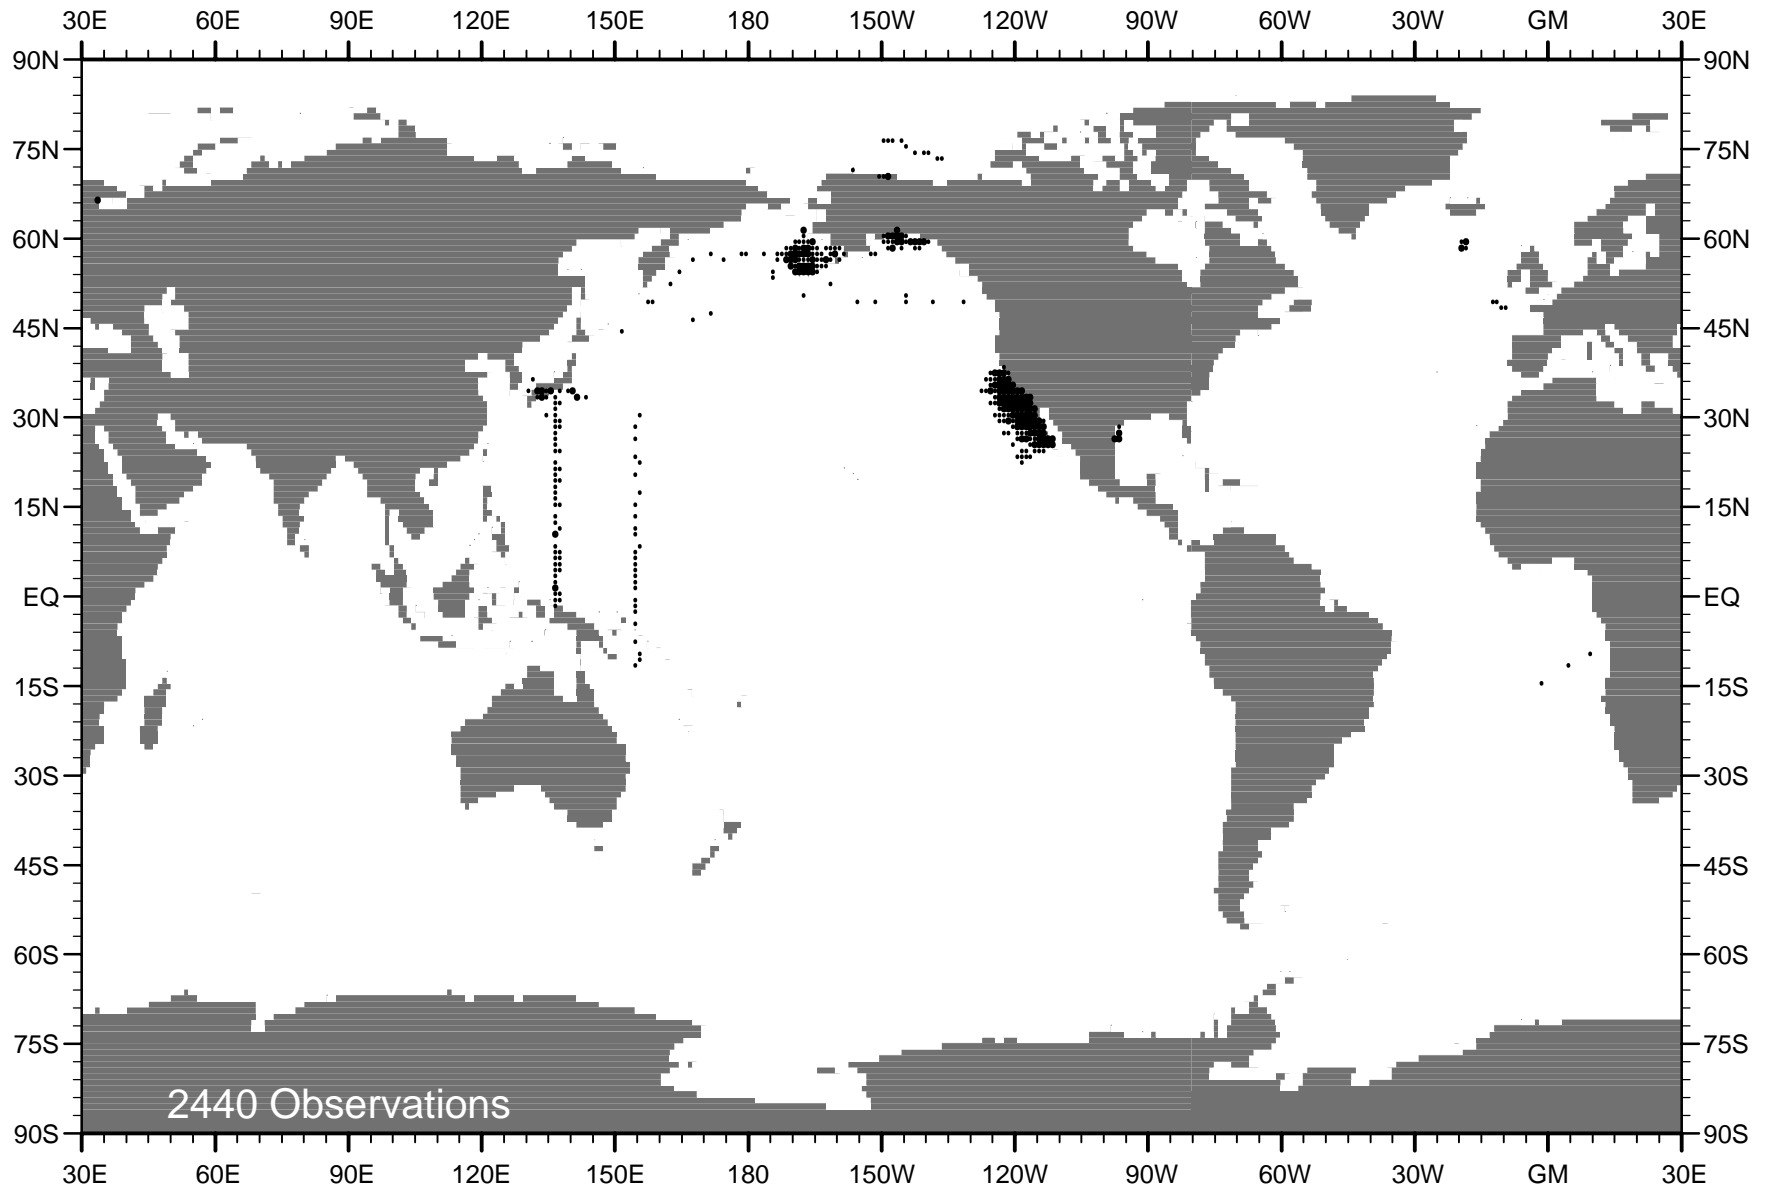 30E 60E 90E 120E 150E 180 150W 120W 90W 60W 30W GM 30E
90N 90N
75N 75N
60N 60N
45N 45N
30N 30N
15N 15N
EQ EQ
15S 15S
30S 30S
45S 45S
60S 60S
75S 75S
2440 Observations
90S 90S
30E 60E 90E 120E 150E 180 150W 120W 90W 60W 30W GM 30E